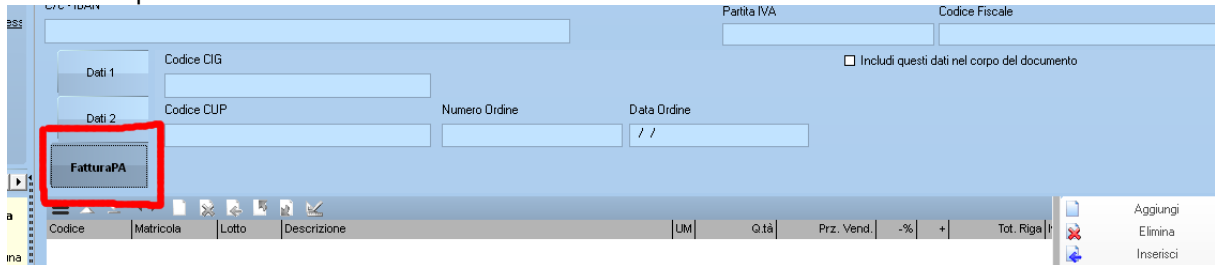 C/C - IBAN Partita IVA Codice Fiscale
ess
Dati 1 Codice CIG Includi questi dati nel corpo del documento
Dati 2 Codice CUP Numero Ordine Data Ordine
/ /
FatturaPA
a Aggiungi
Codice Matricola Lotto Descrizione UM Q.tà Prz. Vend. -% + Tot. Riga
Elimina
na Inserisci